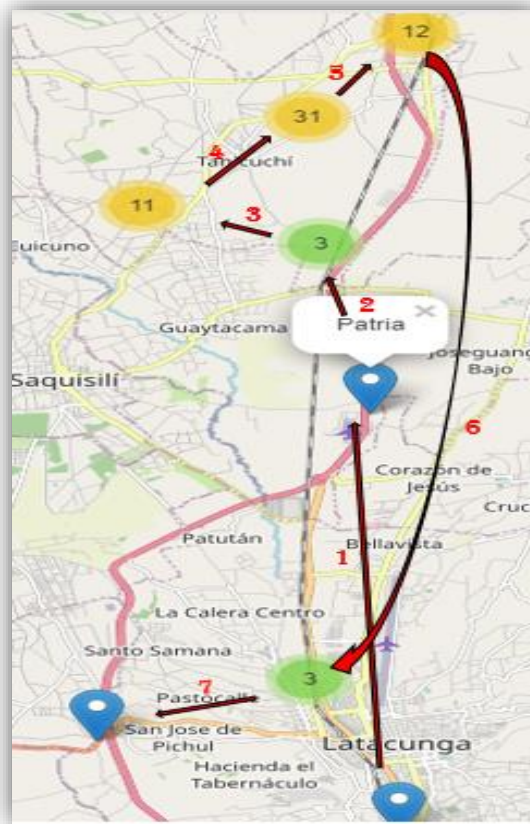 12
5
31
4
Tanicuchí
11
3
3
Cuicuno
2
Patria
Guaytacama
Joseguango
Bajo
Saquisilí
6
Corazón de
Jesús
Cruc
Patután
1
Bellavista
La Calera Centro
Santo Samana
3
7
Pastocalle
San Jose de
Pichul
Latacunga
Hacienda el
Tabernáculo